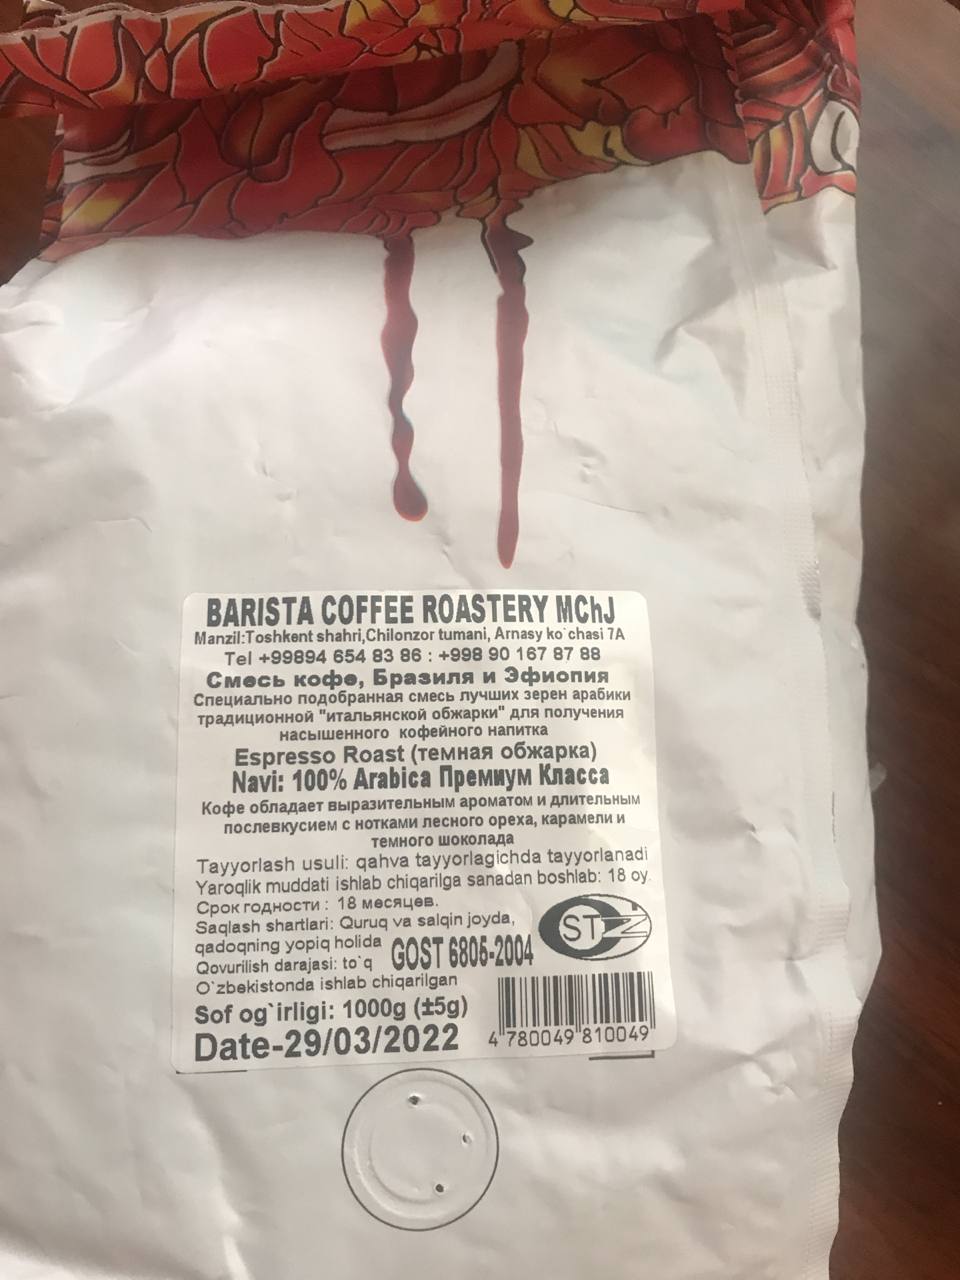 BARISTA COFFEE ROASTERY MChJ
Manzil:Toshkent shahri,Chilonzor tumani, Arnasy ko`chasi 7A
Tel +99894 654 83 86 : +998 90 167 87 88
Смесь кофе, Бразиля и Эфиопия
Специально подобранная смесь лучших зерен арабики
традиционной "итальянской обжарки" для получения
насышенного кофейного напитка
Espresso Roast (темная обжарка)
Navi: 100% Arabica Премиум Класса
Кофе обладает выразительным ароматом и длительным
послевкусием с нотками лесного ореха, карамели и
темного шоколада
Tayyorlash usuli: qahva tayyorlagichda tayyorlanadi
Yaroqlik muddati ishlab chiqarilga sanadan boshlab: 18 oy.
Срок годности : 18 месяцев.
Saqlash shartlari: Quruq va salqin joyda,
qadoqning yopiq holida
GOST 6805-2004
Qovurilish darajasi: to`q
O`zbekistonda ishlab chiqarilgan
Sof og`irligi: 1000g (±5g)
Date-29/03/2022
STZ
4 780049 810049